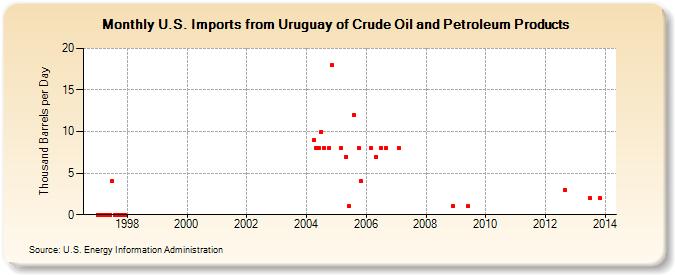 Monthly U.S. Imports from Uruguay of Crude Oil and Petroleum Products
Thousand Barrels per Day
20
15
10
5
0
1998 2000 2002 2004 2006 2008 2010 2012 2014
Source: U.S. Energy Information Administration